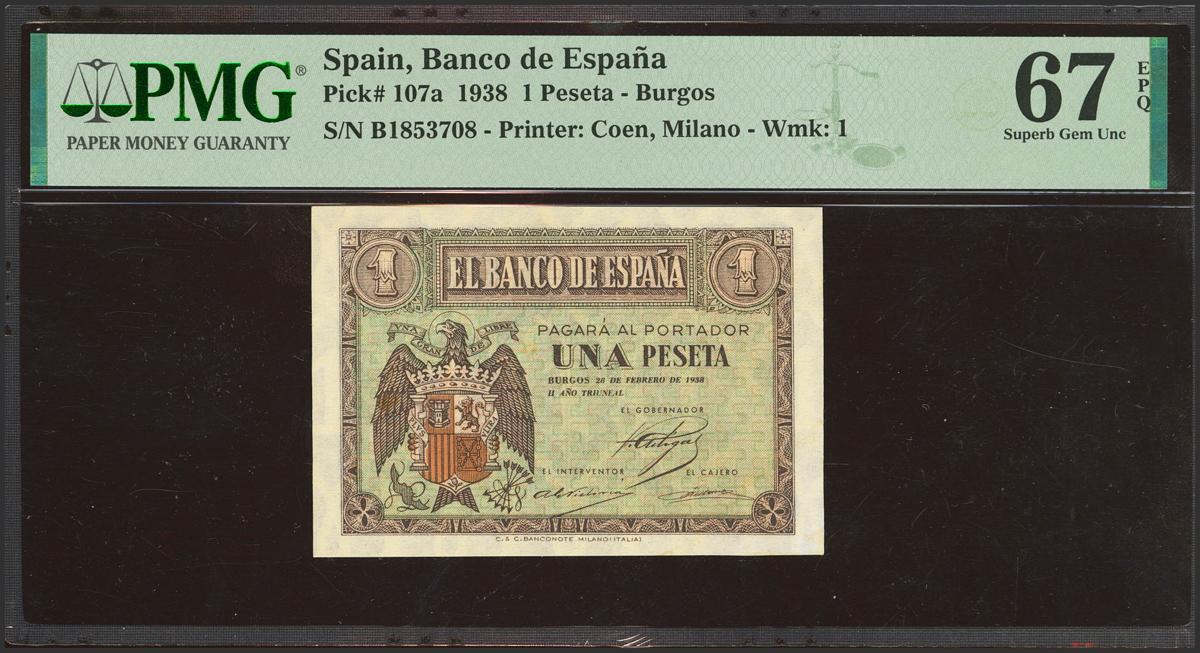 PMG®
PAPER MONEY GUARANTY
Spain, Banco de España
Pick# 107a 1938 1 Peseta - Burgos
S/N B1853708 - Printer: Coen, Milano - Wmk: 1
67
EPQ
Superb Gem Unc
1
EL BANCO DE ESPAÑA
1
VNA GRANDE LIBRE
PAGARÁ AL PORTADOR
UNA PESETA
BURGOS 28 DE FEBRERO DE 1938
II AÑO TRIUNFAL
EL GOBERNADOR
EL INTERVENTOR
EL CAJERO
C. & C. BANCONOTE MILANO (ITALIA)